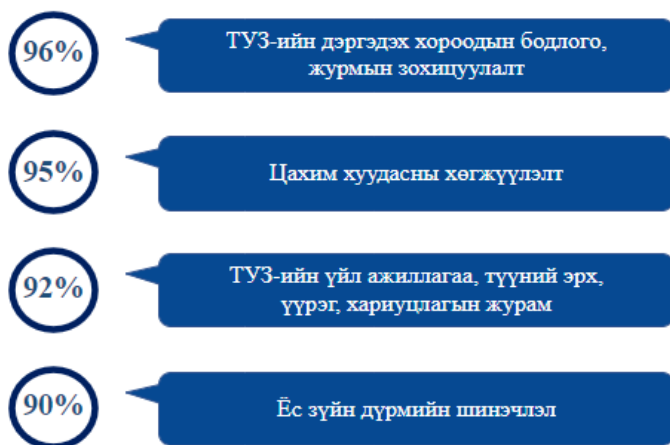 96%
ТУЗ-ийн дэргэдэх хороодын бодлого,
журмын зохицуулалт
95%
Цахим хуудасны хөгжүүлэлт
92%
ТУЗ-ийн үйл ажиллагаа, түүний эрх,
үүрэг, хариуцлагын журам
90%
Ёс зүйн дүрмийн шинэчлэл